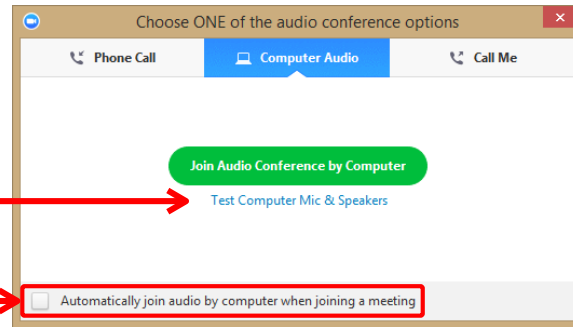 Choose ONE of the audio conference options
Phone Call
Computer Audio
Call Me
Join Audio Conference by Computer
Test Computer Mic & Speakers
Automatically join audio by computer when joining a meeting